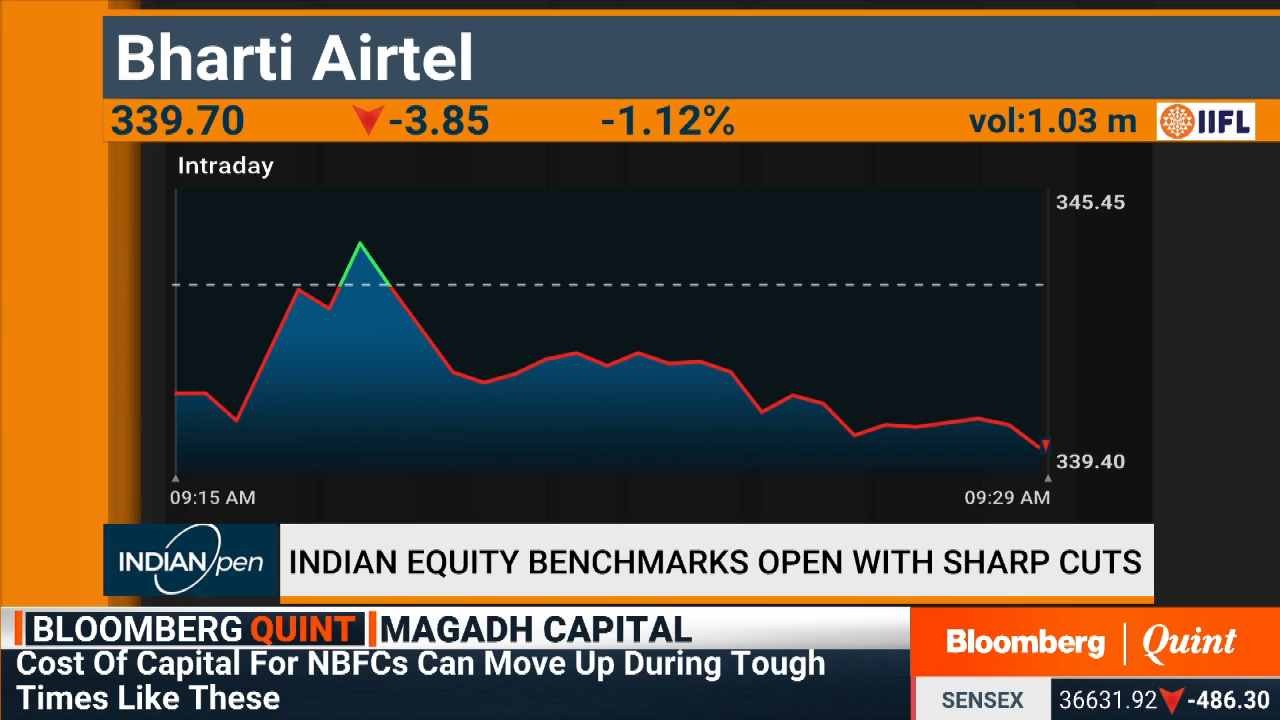 Bharti Airtel
339.70 -3.85 -1.12% vol:1.03 m IIFL
Intraday
345.45
339.40
09:15 AM 09:29 AM
INDIAN Open INDIAN EQUITY BENCHMARKS OPEN WITH SHARP CUTS
BLOOMBERG QUINT MAGADH CAPITAL
Cost Of Capital For NBFCs Can Move Up During Tough
Times Like These
Bloomberg | Quint
SENSEX 36631.92 -486.30